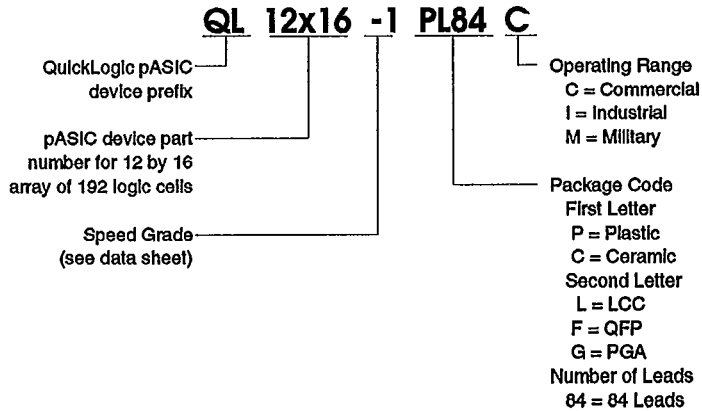 QL 12x16 -1 PL84 C
QuickLogic pASIC
device prefix
pASIC device part
number for 12 by 16
array of 192 logic cells
Speed Grade
(see data sheet)
Operating Range
C = Commercial
I = Industrial
M = Military
Package Code
First Letter
P = Plastic
C = Ceramic
Second Letter
L = LCC
F = QFP
G = PGA
Number of Leads
84 = 84 Leads